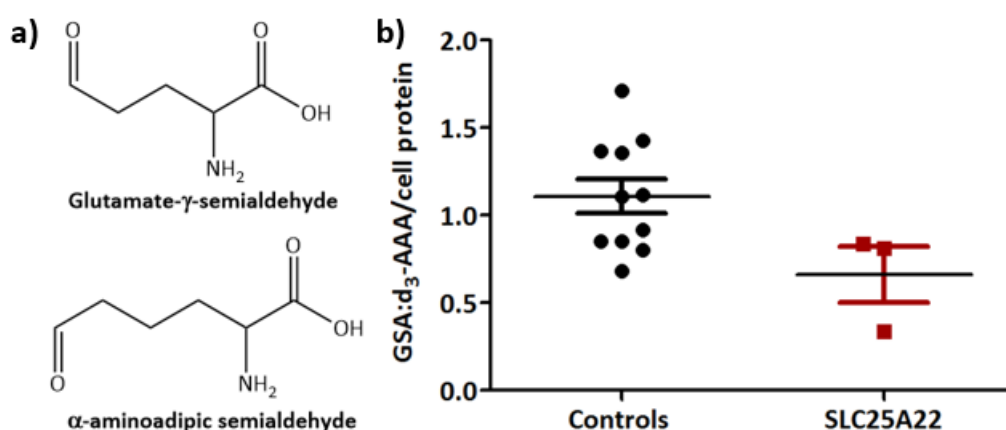 a)
O
O
OH
NH₂
Glutamate-γ-semialdehyde
O
OH
O
NH₂
α-aminoadipic semialdehyde
b)
GSA:d₃-AAA/cell protein
2.0
1.5
1.0
0.5
0.0
Controls
SLC25A22